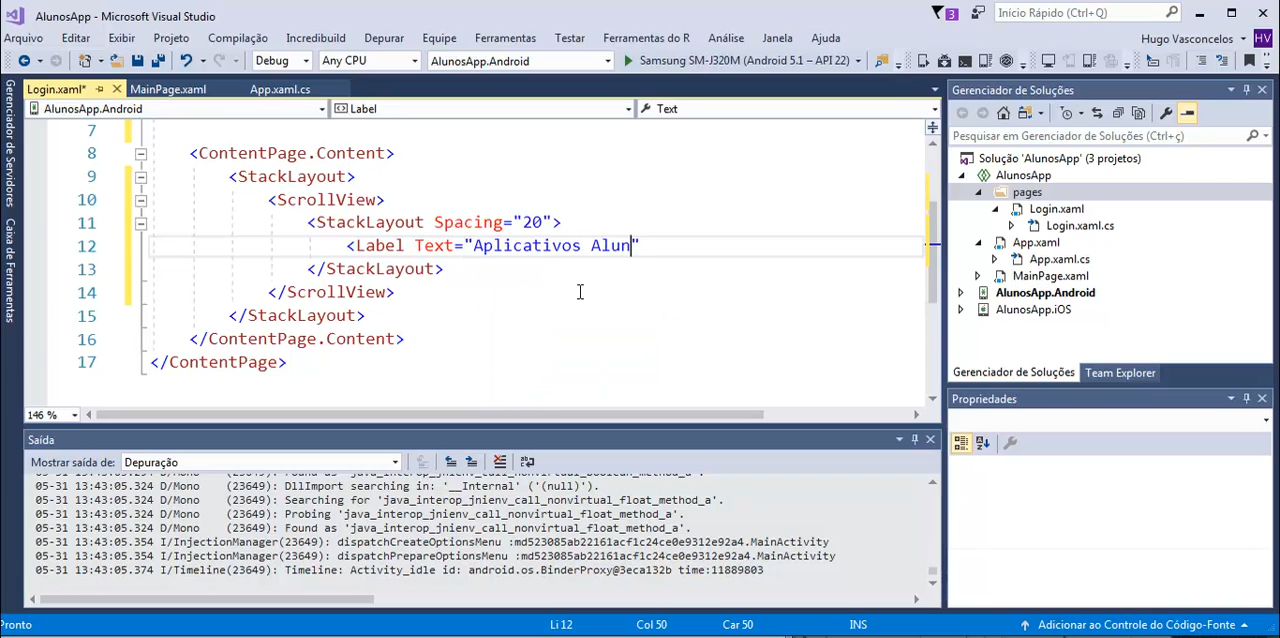 AlunosApp - Microsoft Visual Studio
3
Início Rápido (Ctrl+Q)
Arquivo Editar Exibir Projeto Compilação Incredibuild Depurar Equipe Ferramentas Test Ferramentas do R Análise Janela Ajuda
Hugo Vasconcelos HV
Debug Any CPU AlunosApp.Android Samsung SM-J320M (Android 5.1 – API 22)
Login.xaml* MainPage.xaml App.xaml.cs
AlunosApp.Android Label Text
Gerenciador de Servidores
Caixa de Ferramentas
7
8 <ContentPage.Content>
9 <StackLayout>
10 <ScrollView>
11 <StackLayout Spacing="20">
12 <Label Text="Aplicativos Alun"
13 </StackLayout>
14 </ScrollView>
15 </StackLayout>
16 </ContentPage.Content>
17 </ContentPage>
146 %
Gerenciador de Soluções
Pesquisar em Gerenciador de Soluções (Ctrl+ç)
Solução 'AlunosApp' (3 projetos)
AlunosApp
pages
Login.xaml
Login.xaml.cs
App.xaml
App.xaml.cs
MainPage.xaml
AlunosApp.Android
AlunosApp.iOS
Gerenciador de Soluções Team Explorer
Propriedades
Saída
Mostrar saída de: Depuração
05-31 13:43:05.324 D/Mono (23649): DllImport searching in: '__Internal' ('(null)').
05-31 13:43:05.324 D/Mono (23649): Searching for 'java_interop_jnienv_call_nonvirtual_float_method_a'.
05-31 13:43:05.324 D/Mono (23649): Probing 'java_interop_jnienv_call_nonvirtual_float_method_a'.
05-31 13:43:05.324 D/Mono (23649): Found as 'java_interop_jnienv_call_nonvirtual_float_method_a'.
05-31 13:43:05.354 I/InjectionManager(23649): dispatchCreateOptionsMenu :md523085ab22161acf1c24ce0e9312e92a4.MainActivity
05-31 13:43:05.354 I/InjectionManager(23649): dispatchPrepareOptionsMenu :md523085ab22161acf1c24ce0e9312e92a4.MainActivity
05-31 13:43:05.374 I/Timeline(23649): Timeline: Activity_idle id: android.os.BinderProxy@3eca132b time:11889803
Pronto Li 12 Col 50 Car 50 INS Adicionar ao Controle do Código-Fonte